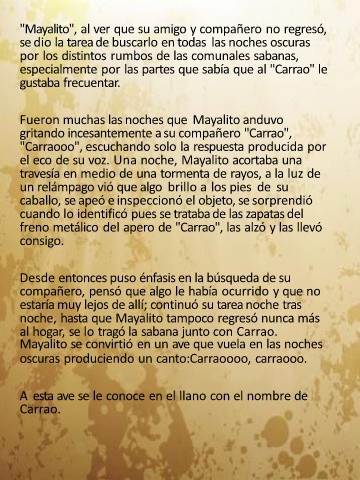 "Mayalito", al ver que su amigo y compañero no regresó,
se dio la tarea de buscarlo en todas las noches oscuras
por los distintos rumbos de las comunales sabanas,
especialmente por las partes que sabía que al "Carrao" le
gustaba frecuentar.
Fueron muchas las noches que Mayalito anduvo
gritando incesantemente a su compañero "Carrao",
"Carraooo", escuchando solo la respuesta producida por
el eco de su voz. Una noche, Mayalito acortaba una
travesía en medio de una tormenta de rayos, a la luz de
un relámpago vió que algo brillo a los pies de su
caballo, se apeó e inspeccionó el objeto, se sorprendió
cuando lo identificó pues se trataba de las zapatas del
freno metálico del apero de "Carrao", las alzó y las llevó
consigo.
Desde entonces puso énfasis en la búsqueda de su
compañero, pensó que algo le había ocurrido y que no
estaría muy lejos de allí; continuó su tarea noche tras
noche, hasta que Mayalito tampoco regresó nunca más
al hogar, se lo tragó la sabana junto con Carrao.
Mayalito se convirtió en un ave que vuela en las noches
oscuras produciendo un canto:Carraoooo, carraooo.
A esta ave se le conoce en el llano con el nombre de
Carrao.